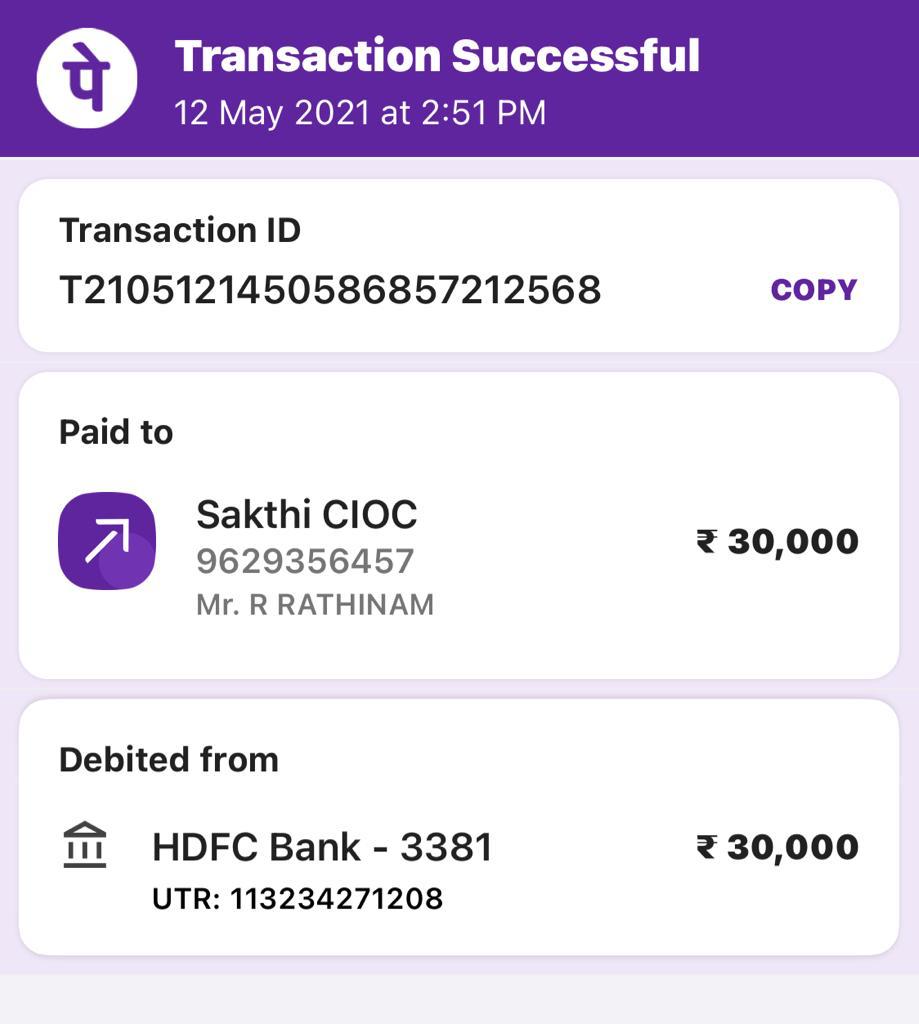 पे
Transaction Successful
12 May 2021 at 2:51 PM
Transaction ID
T2105121450586857212568
COPY
Paid to
Sakthi CIOC
9629356457
Mr. R RATHINAM
₹ 30,000
Debited from
HDFC Bank - 3381
₹ 30,000
UTR: 113234271208